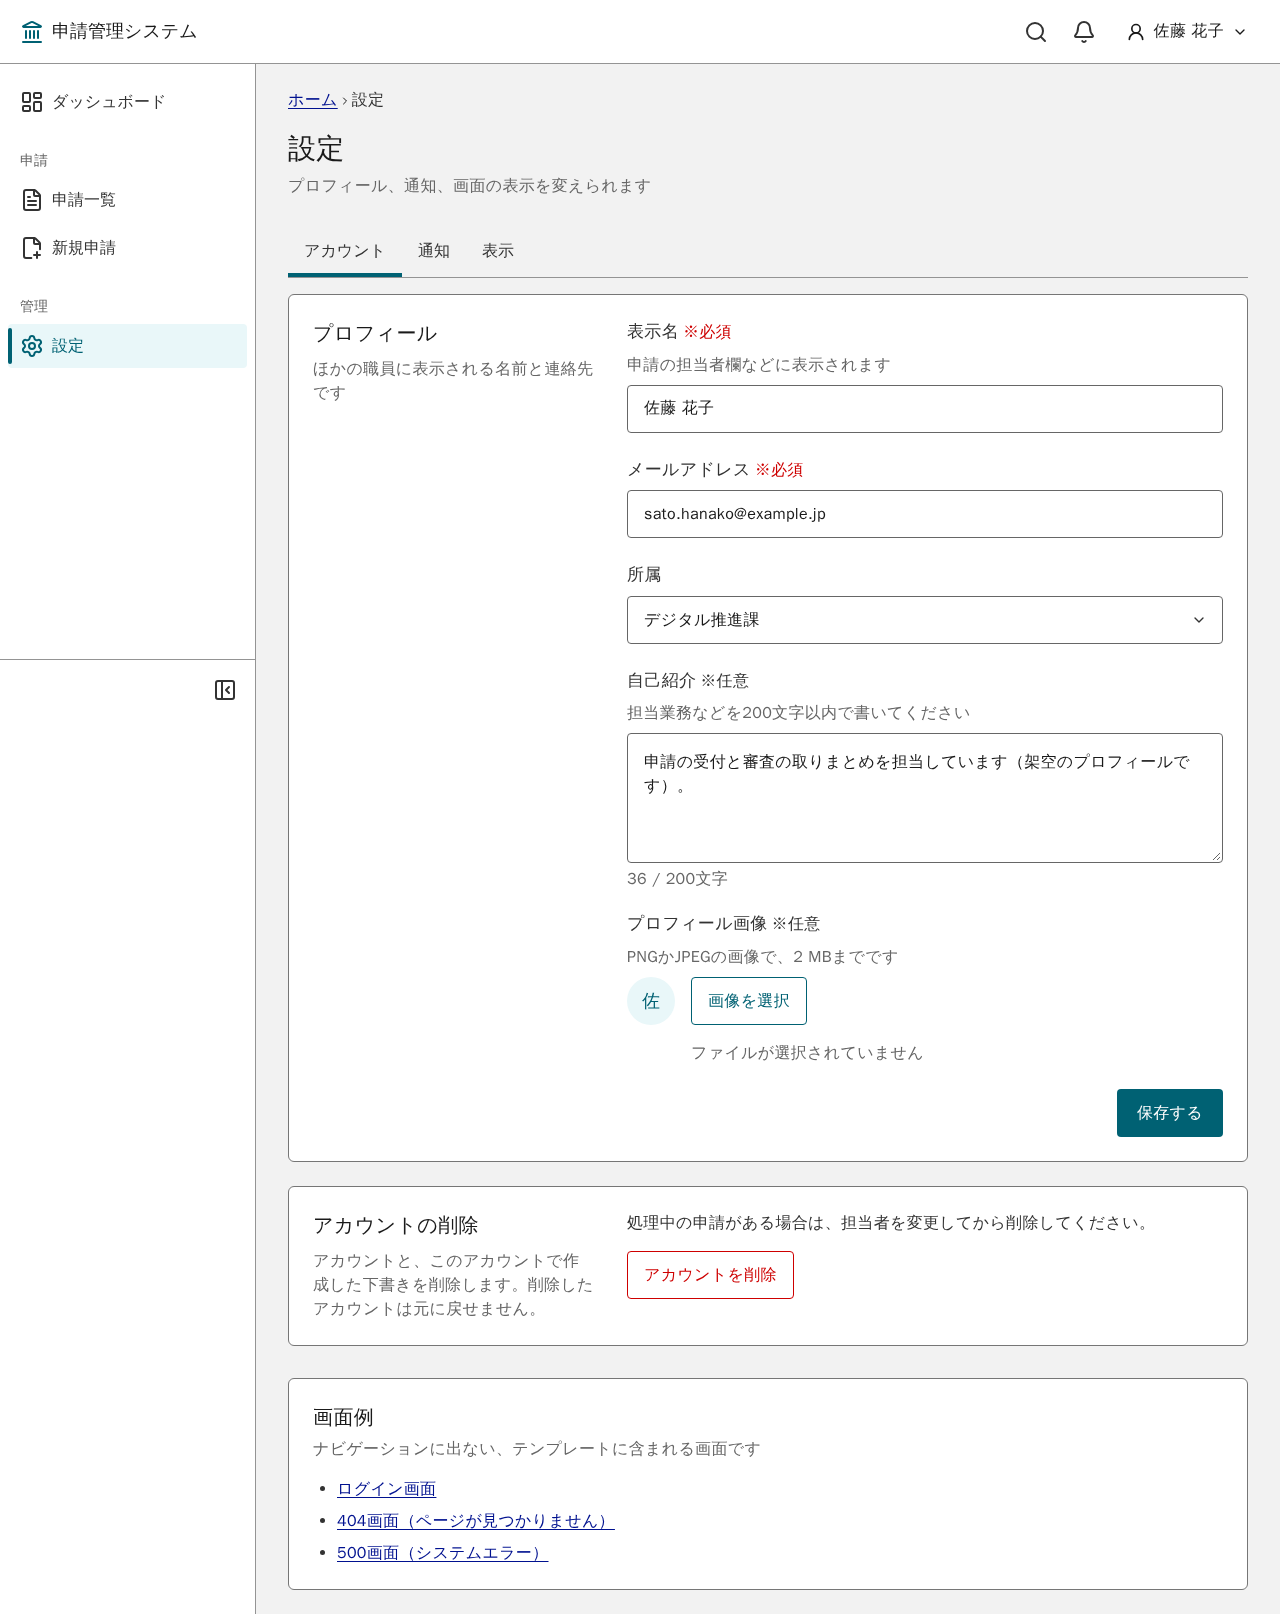 申請管理システム
佐藤 花子
ダッシュボード
申請
申請一覧
新規申請
管理
設定
ホーム › 設定
設定
プロフィール、通知、画面の表示を変えられます
アカウント 通知 表示
プロフィール
ほかの職員に表示される名前と連絡先
です
表示名 ※必須
申請の担当者欄などに表示されます
佐藤 花子
メールアドレス ※必須
sato.hanako@example.jp
所属
デジタル推進課
自己紹介 ※任意
担当業務などを200文字以内で書いてください
申請の受付と審査の取りまとめを担当しています（架空のプロフィールで
す）。
36 / 200文字
プロフィール画像 ※任意
PNGかJPEGの画像で、2 MBまでです
佐
画像を選択
ファイルが選択されていません
保存する
アカウントの削除
アカウントと、このアカウントで作
成した下書きを削除します。削除した
アカウントは元に戻せません。
処理中の申請がある場合は、担当者を変更してから削除してください。
アカウントを削除
画面例
ナビゲーションに出ない、テンプレートに含まれる画面です
ログイン画面
404画面（ページが見つかりません）
500画面（システムエラー）